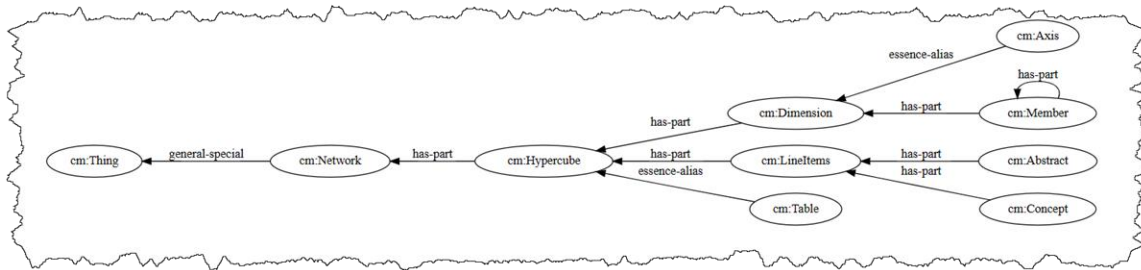 cm:Axis
essence-alias
has-part
cm:Dimension
has-part
cm:Member
has-part
cm:Thing
general-special
cm:Network
has-part
cm:Hypercube
has-part
cm:LineItems
has-part
cm:Abstract
essence-alias
has-part
cm:Table
cm:Concept